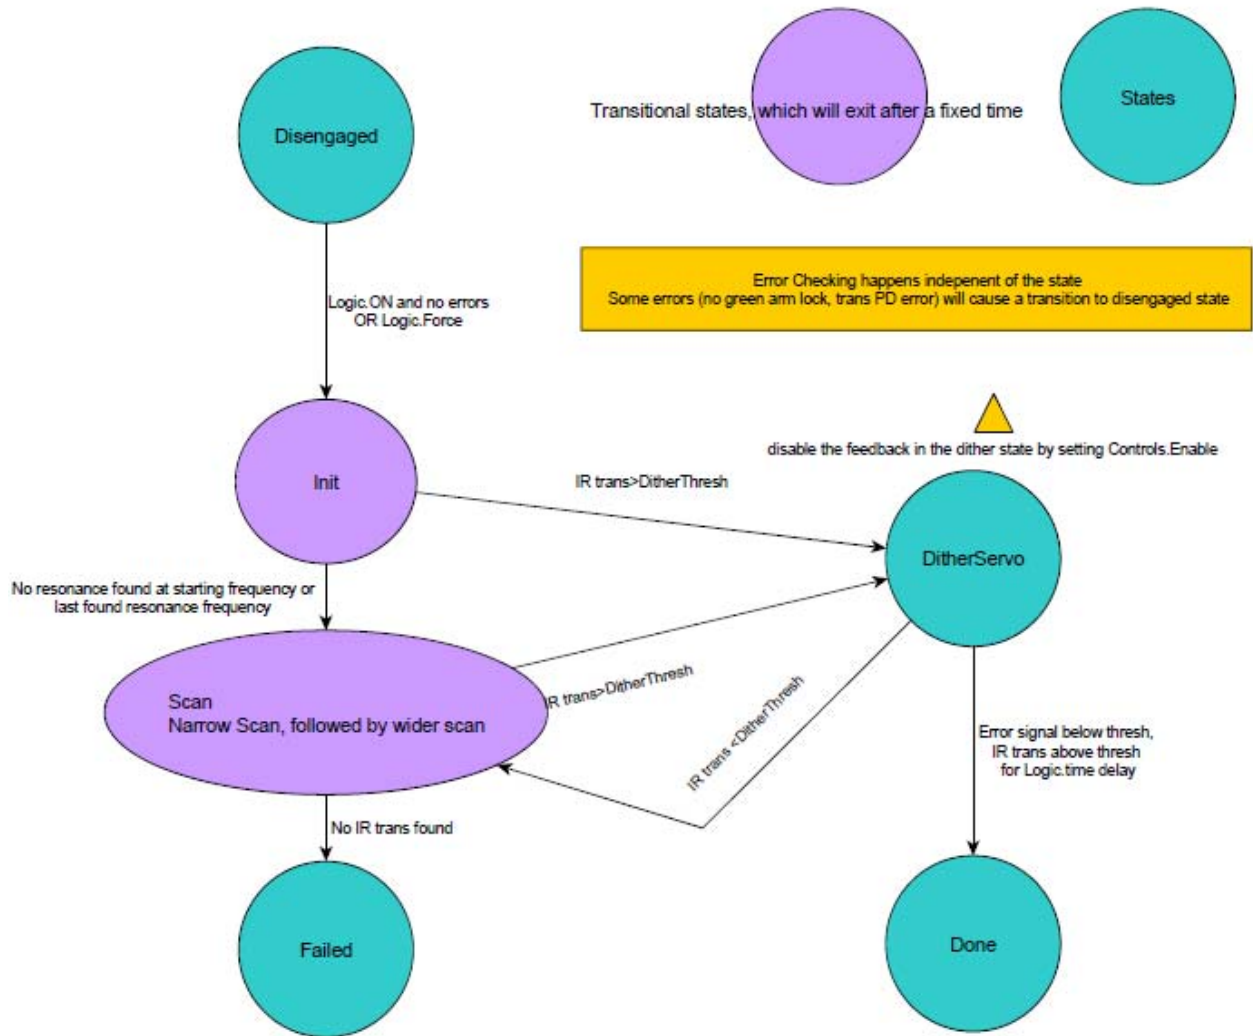 Disengaged
Transitional states, which will exit after a fixed time
States
Logic.ON and no errors
OR Logic.Force
Error Checking happens indepenent of the state
Some errors (no green arm lock, trans PD error) will cause a transition to disengaged state
disable the feedback in the dither state by setting Controls.Enable
Init
IR trans>DitherThresh
DitherServo
No resonance found at starting frequency or
last found resonance frequency
Scan
Narrow Scan, followed by wider scan
IR trans>DitherThresh
IR trans <DitherThresh
Error signal below thresh,
IR trans above thresh
for Logic.time delay
No IR trans found
Failed
Done